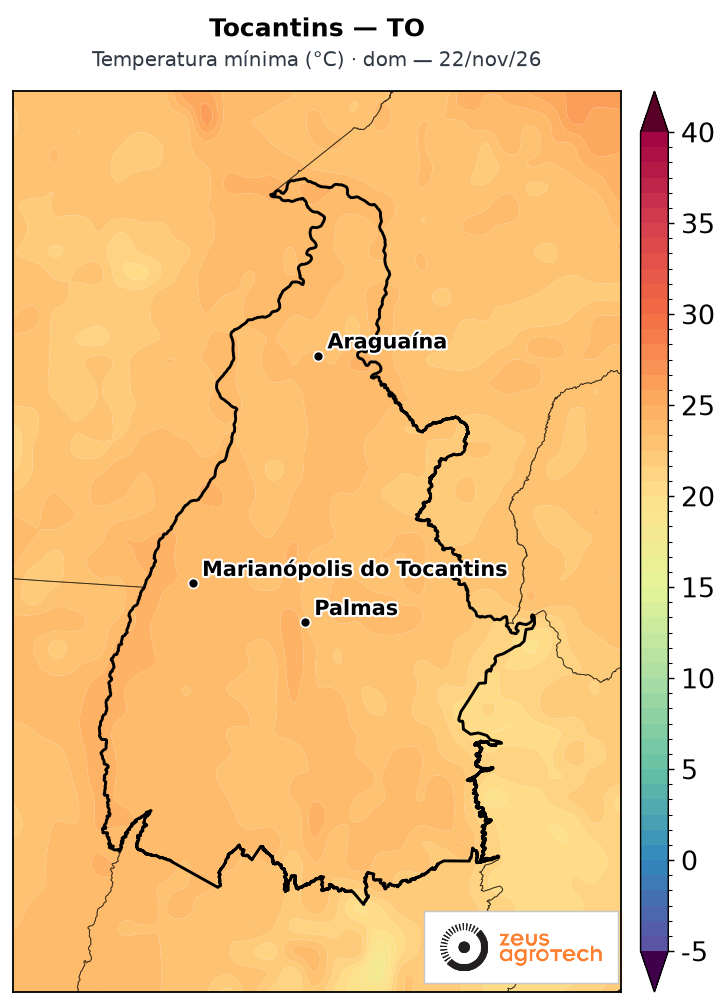 Tocantins — TO
Temperatura mínima (°C) · dom — 22/nov/26
Araguaína
Marianópolis do Tocantins
Palmas
40
35
30
25
20
15
10
5
0
-5
zeus
agrotech